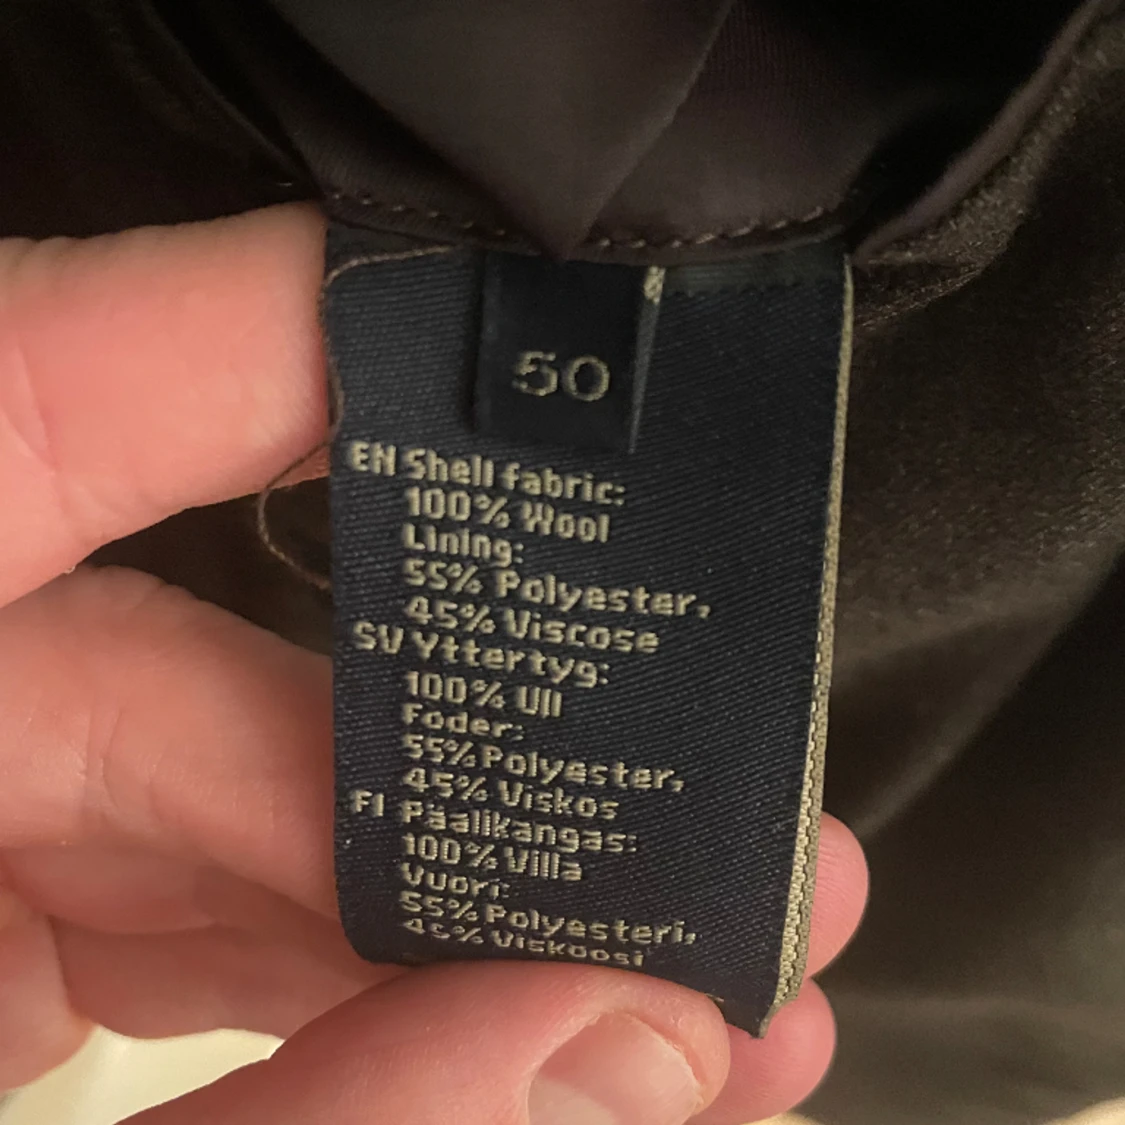 50
EN Shell fabric:
100% Wool
Lining:
55% Polyester,
45% Viscose
SV Yttertyg:
100% Ull
Foder:
55% Polyester,
45% Viskos
FI Päälikangas:
100% Villa
Vuori:
55% Polyesteri,
45% Viskoosi